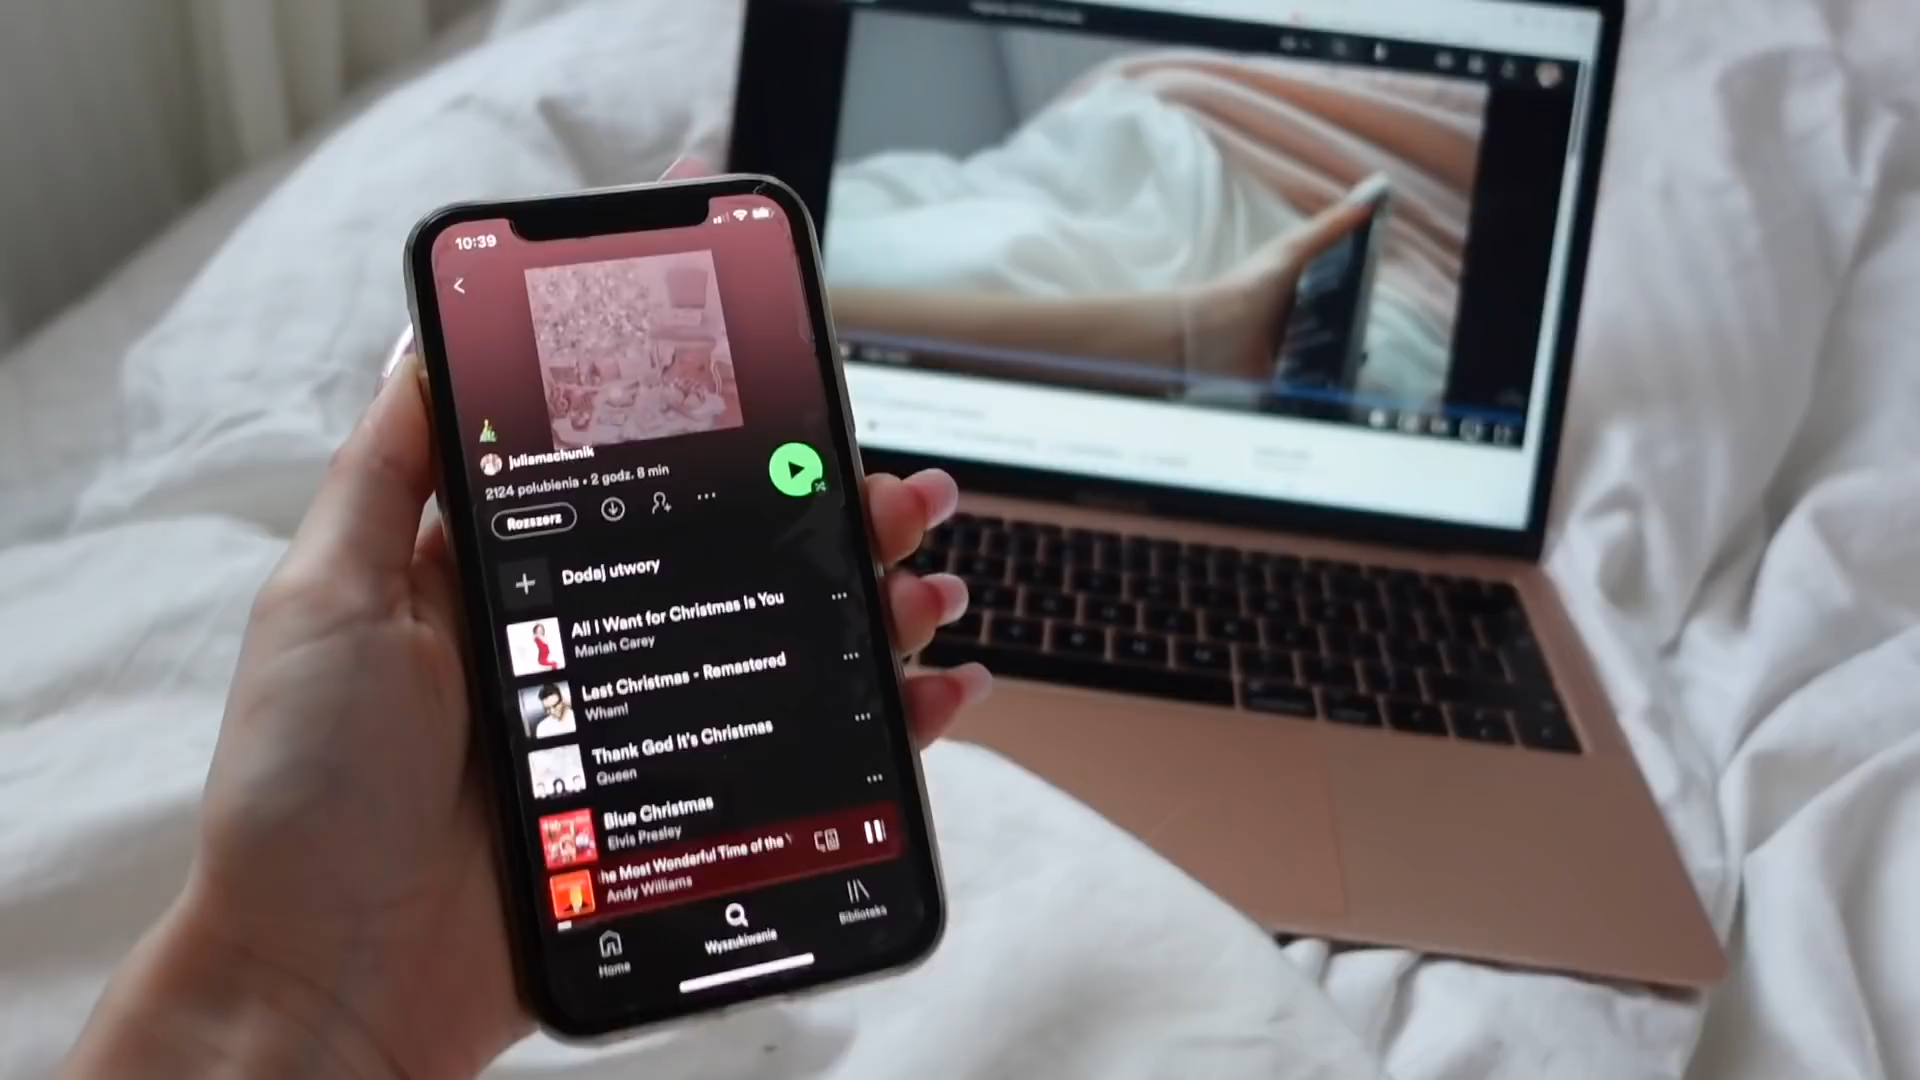 10:39
juliamachunik
2124 polubienia • 2 godz. 8 min
Rozszerz
Dodaj utwory
All I Want for Christmas Is You
Mariah Carey
Last Christmas - Remastered
Wham!
Thank God It's Christmas
Queen
Blue Christmas
Elvis Presley
he Most Wonderful Time of the
Andy Williams
Home
Wyszukiwanie
Biblioteka